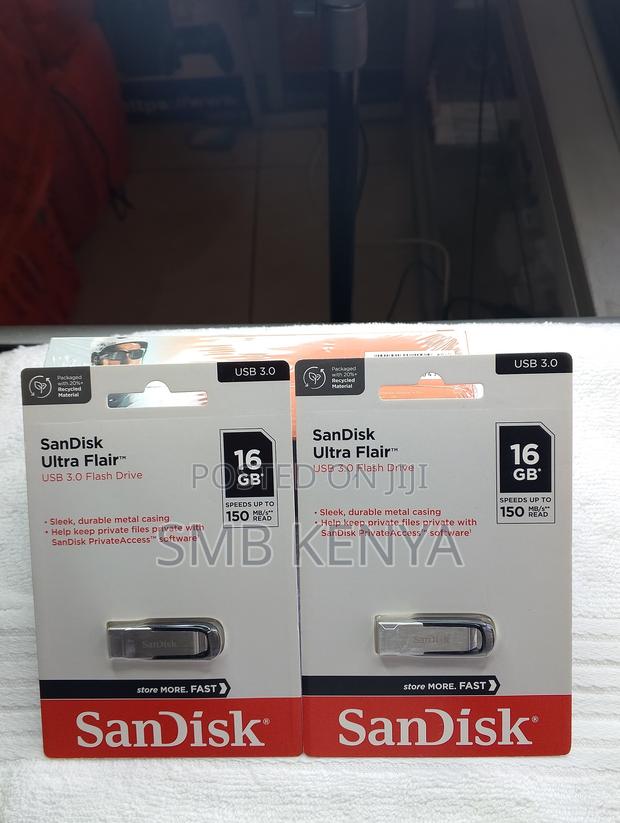 https://www
Packaged
with 20%+
Recycled
Material
USB 3.0
SanDisk
Ultra Flair™
USB 3.0 Flash Drive
16
GB*
SPEEDS UP TO
150 MB/s**
READ
• Sleek, durable metal casing
• Help keep private files private with
SanDisk PrivateAccess™ software¹
SanDisk
store MORE. FAST
SanDisk®
Packaged
with 20%+
Recycled
Material
USB 3.0
SanDisk
Ultra Flair™
USB 3.0 Flash Drive
16
GB*
SPEEDS UP TO
150 MB/s**
READ
• Sleek, durable metal casing
• Help keep private files private with
SanDisk PrivateAccess™ software¹
SanDisk
store MORE. FAST
SanDisk®
POSTED ON JIJI
SMB KENYA